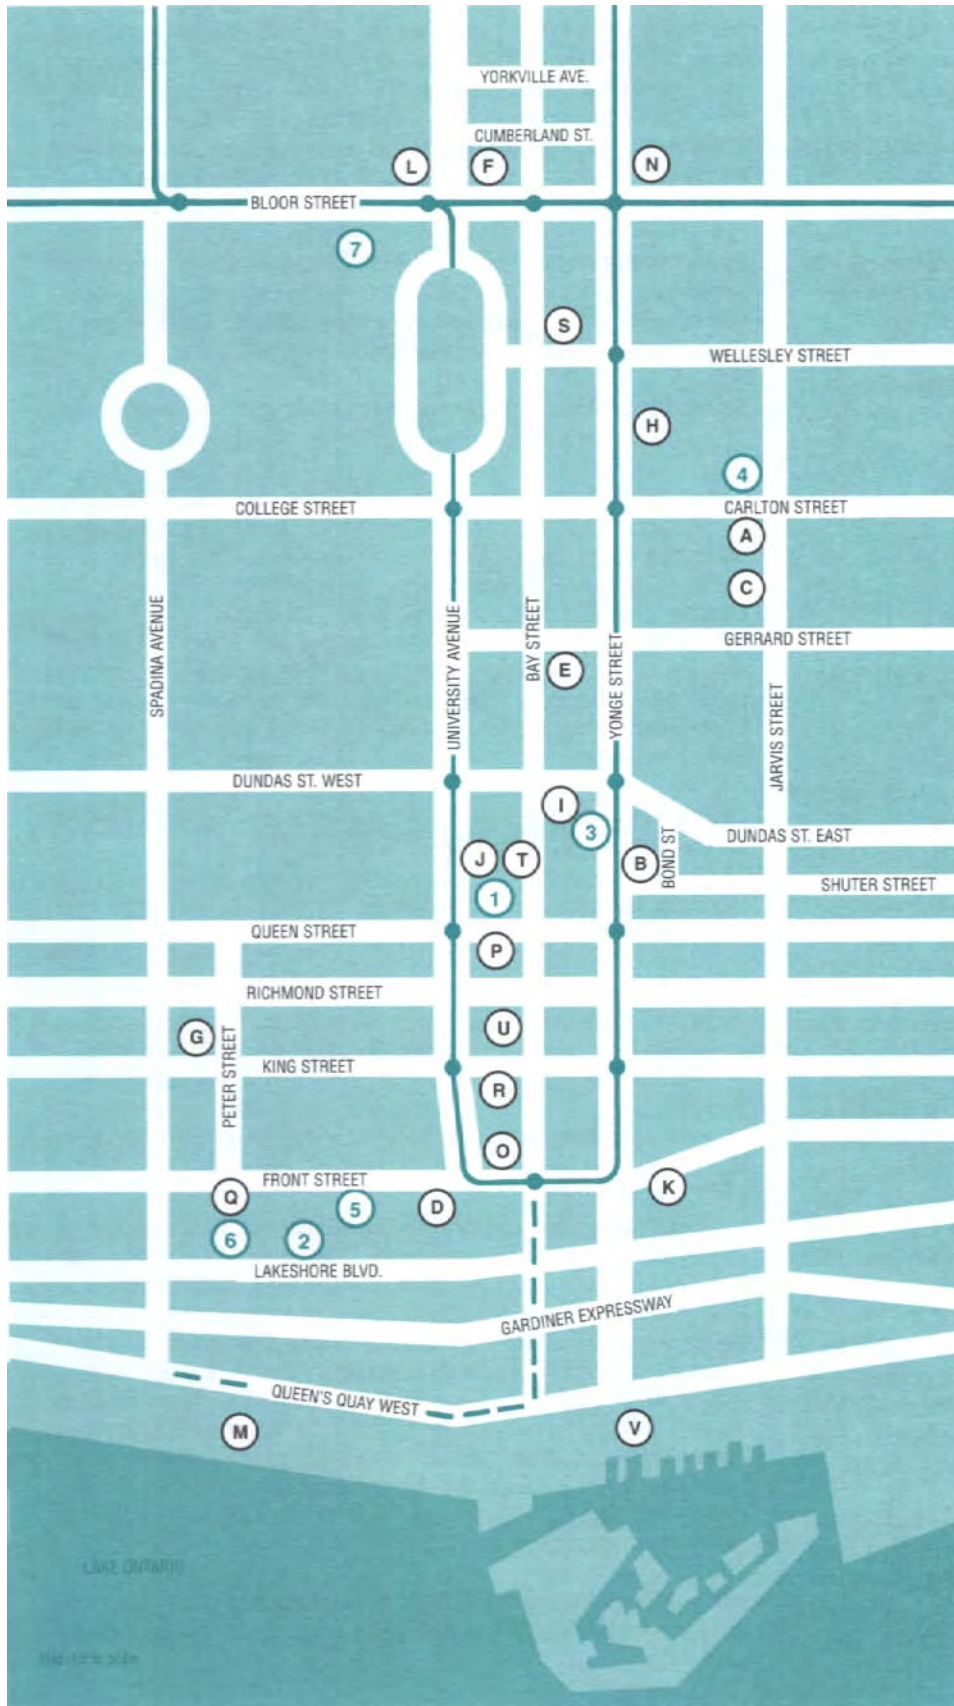 YORKVILLE AVE.
CUMBERLAND ST.
L
F
N
BLOOR STREET
7
S
WELLESLEY STREET
H
4
COLLEGE STREET
CARLTON STREET
A
C
SPADINA AVENUE
UNIVERSITY AVENUE
BAY STREET
YONGE STREET
GERRARD STREET
E
JARVIS STREET
DUNDAS ST. WEST
I
3
DUNDAS ST. EAST
J
T
B
BOND ST
1
SHUTER STREET
QUEEN STREET
P
RICHMOND STREET
G
PETER STREET
U
KING STREET
R
O
FRONT STREET
Q
5
D
K
6
2
LAKESHORE BLVD.
GARDINER EXPRESSWAY
QUEEN'S QUAY WEST
M
V
LAKE ONTARIO